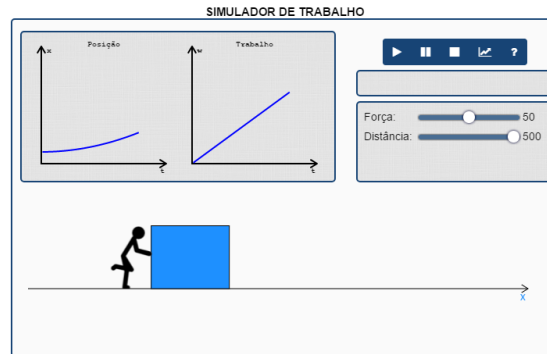 SIMULADOR DE TRABALHO
Posição
x
t
Trabalho
w
t
?
Força: 50
Distância: 500
X